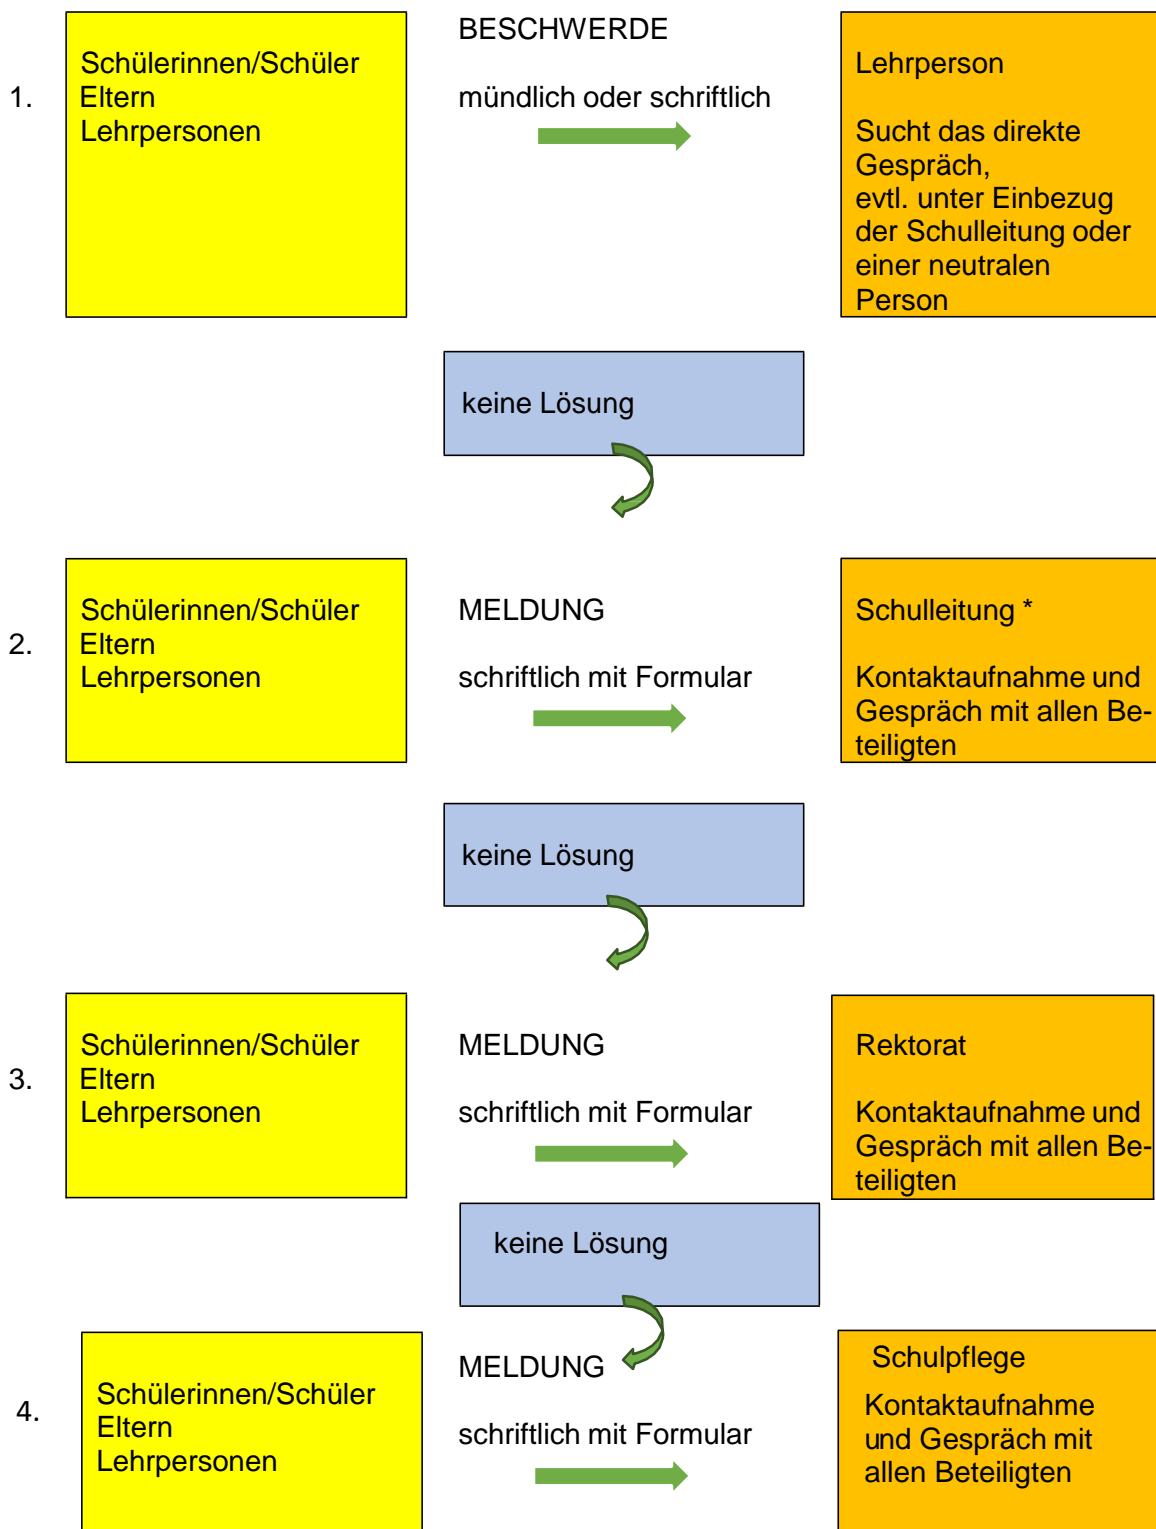 1.
Schülerinnen/Schüler
Eltern
Lehrpersonen
BESCHWERDE
mündlich oder schriftlich
Lehrperson
Sucht das direkte
Gespräch,
evtl. unter Einbezug
der Schulleitung oder
einer neutralen
Person
keine Lösung
2.
Schülerinnen/Schüler
Eltern
Lehrpersonen
MELDUNG
schriftlich mit Formular
Schulleitung *
Kontaktaufnahme und
Gespräch mit allen Be-
teiligten
keine Lösung
3.
Schülerinnen/Schüler
Eltern
Lehrpersonen
MELDUNG
schriftlich mit Formular
Rektorat
Kontaktaufnahme und
Gespräch mit allen Be-
teiligten
keine Lösung
4.
Schülerinnen/Schüler
Eltern
Lehrpersonen
MELDUNG
schriftlich mit Formular
Schulpflege
Kontaktaufnahme
und Gespräch mit
allen Beteiligten